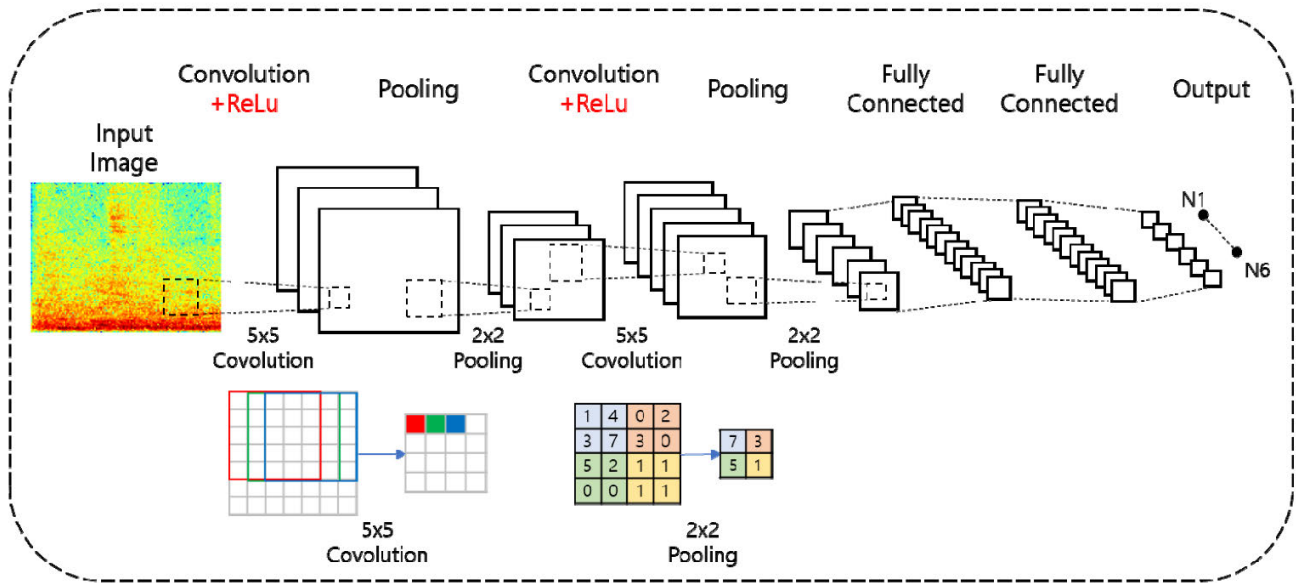 Convolution
+ReLu
Pooling
Convolution
+ReLu
Pooling
Fully
Connected
Fully
Connected
Output
Input
Image
N1
N6
5x5
Covolution
2x2
Pooling
5x5
Covolution
2x2
Pooling
1 4 0 2
3 7 3 0
5 2 1 1
0 0 1 1
7 3
5 1
5x5
Covolution
2x2
Pooling